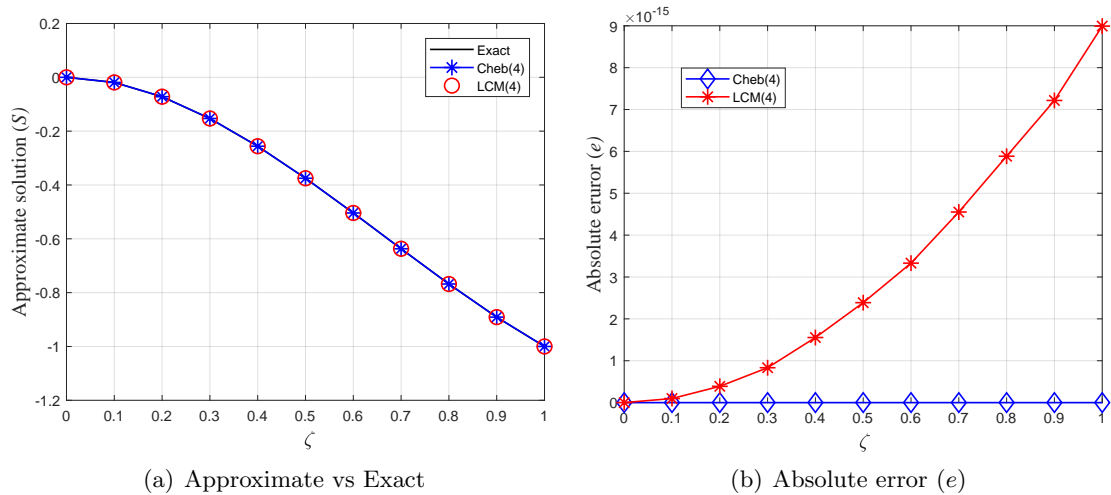 0.2
0
-0.2
-0.4
-0.6
-0.8
-1
-1.2
Approximate solution (S)
Exact
Cheb(4)
LCM(4)
0 0.1 0.2 0.3 0.4 0.5 0.6 0.7 0.8 0.9 1
ζ
(a) Approximate vs Exact
×10-15
9
8
7
6
5
4
3
2
1
0
Absolute eruror (e)
Cheb(4)
LCM(4)
0 0.1 0.2 0.3 0.4 0.5 0.6 0.7 0.8 0.9 1
ζ
(b) Absolute error (e)